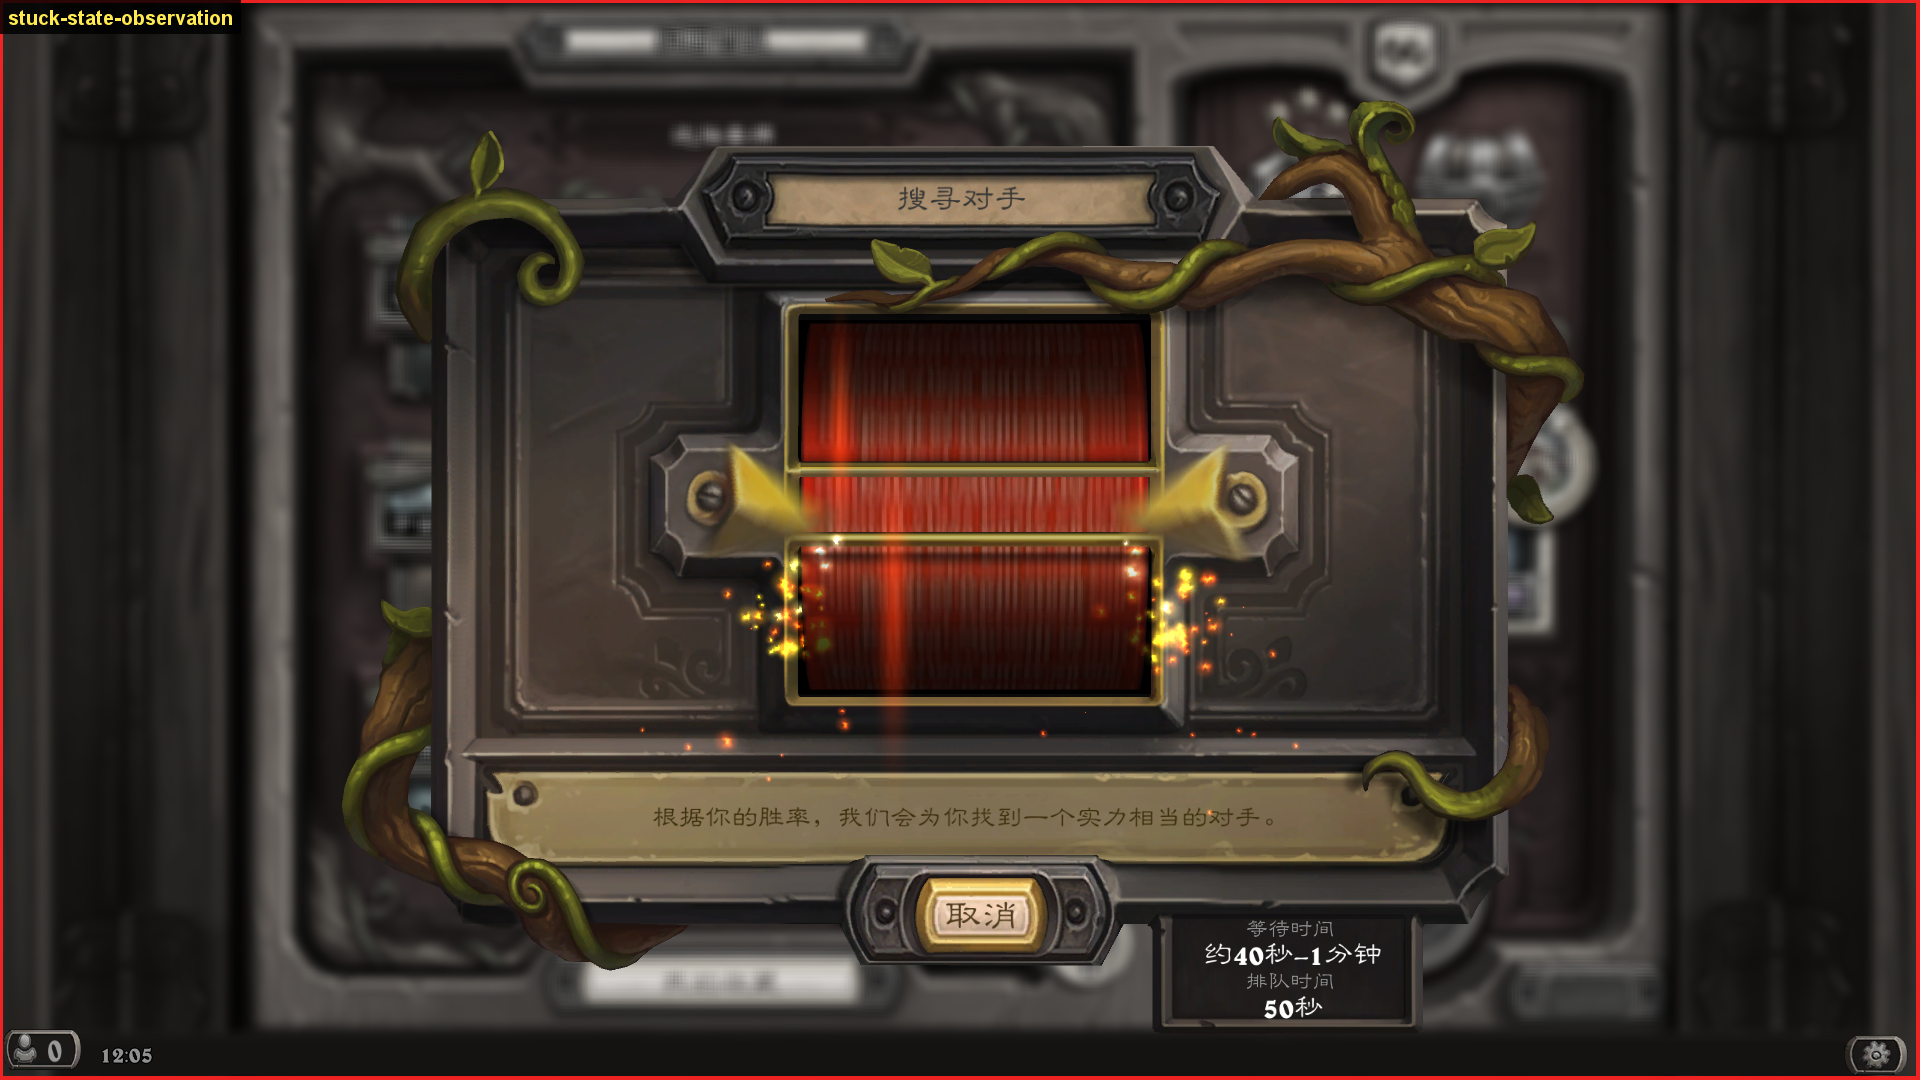 stuck-state-observation
搜寻对手
根据你的胜率，我们会为你找到一个实力相当的对手。
取消
等待时间
约40秒-1分钟
排队时间
50秒
0
12:05